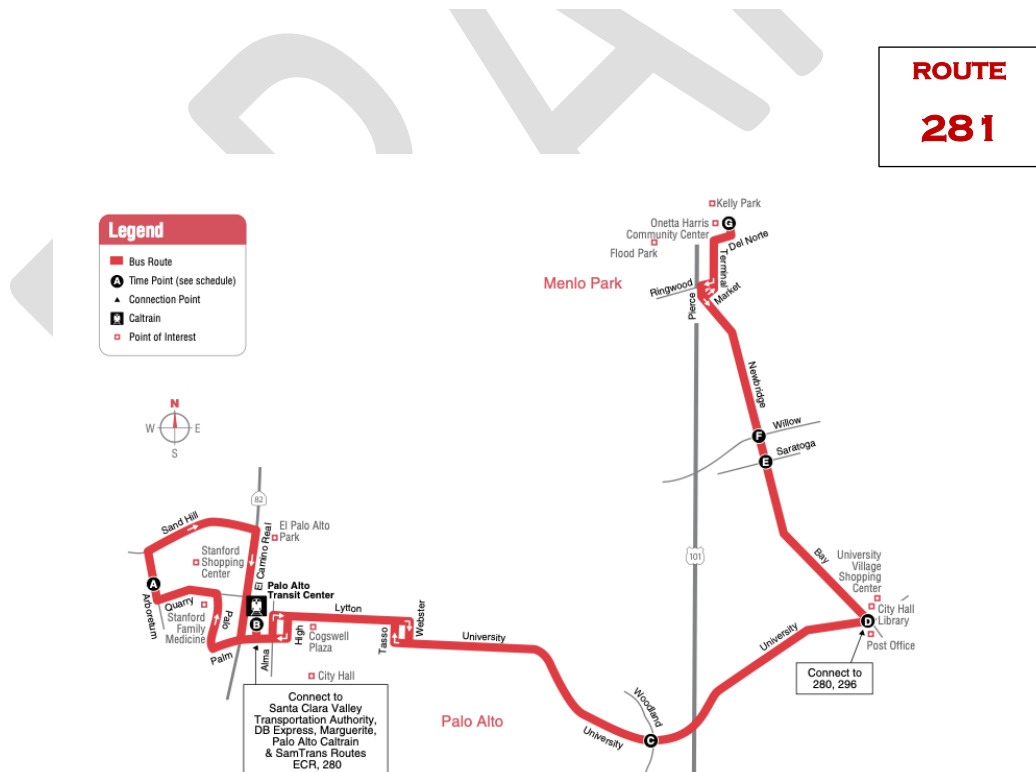 ROUTE
281
Legend
Bus Route
A Time Point (see schedule)
Connection Point
Caltrain
Point of Interest
N
W E
S
Kelly Park
Onetta Harris
Community Center
G
Flood Park
Del Norte
Terminal
Menlo Park
Ringwood
Market
Pierce
Newbridge
F
Willow
E
Saratoga
82
Sand Hill
El Camino Real
El Palo Alto
Park
Stanford
Shopping
Center
101
Bay
University
Village
Shopping
Center
A
Arboretum
Quarry
Stanford
Family
Medicine
Palo
Palm
Palo Alto
Transit Center
B
Alma
High
Lytton
Cogswell
Plaza
City Hall
Tasso
Webster
University
City Hall
Library
D
Post Office
University
Connect to
280, 296
Connect to
Santa Clara Valley
Transportation Authority,
DB Express, Marguerite,
Palo Alto Caltrain
& SamTrans Routes
ECR, 280
Palo Alto
Woodland
University
C